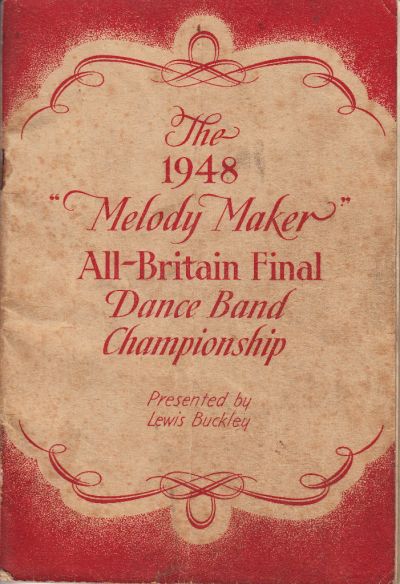 The
1948
"Melody Maker"
All-Britain Final
Dance Band
Championship
Presented by
Lewis Buckley